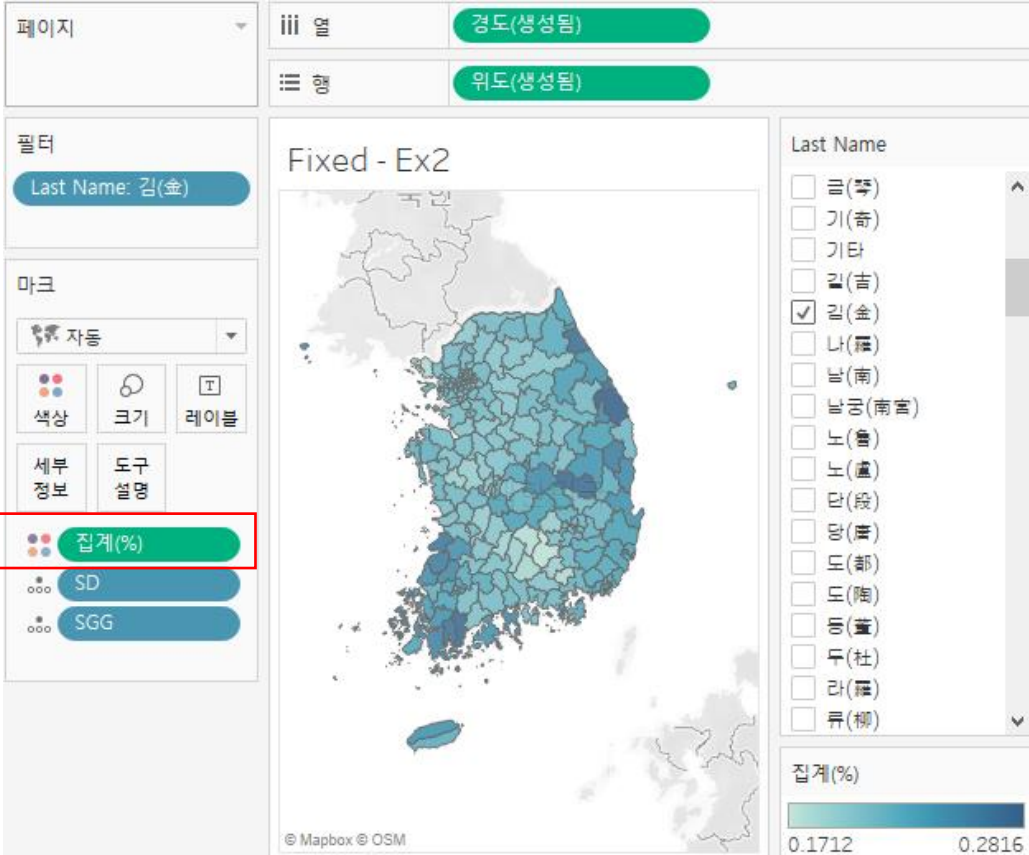 페이지
iii 열
경도(생성됨)
행
위도(생성됨)
필터
Last Name: 김(金)
마크
자동
색상
크기
T
레이블
세부
정보
도구
설명
집계(%)
SD
SGG
Fixed - Ex2
© Mapbox © OSM
Last Name
금(琴)
기(奇)
기타
길(吉)
김(金)
나(羅)
남(南)
남궁(南宮)
노(魯)
노(盧)
단(段)
당(唐)
도(都)
도(陶)
동(董)
두(杜)
라(羅)
류(柳)
집계(%)
0.1712
0.2816